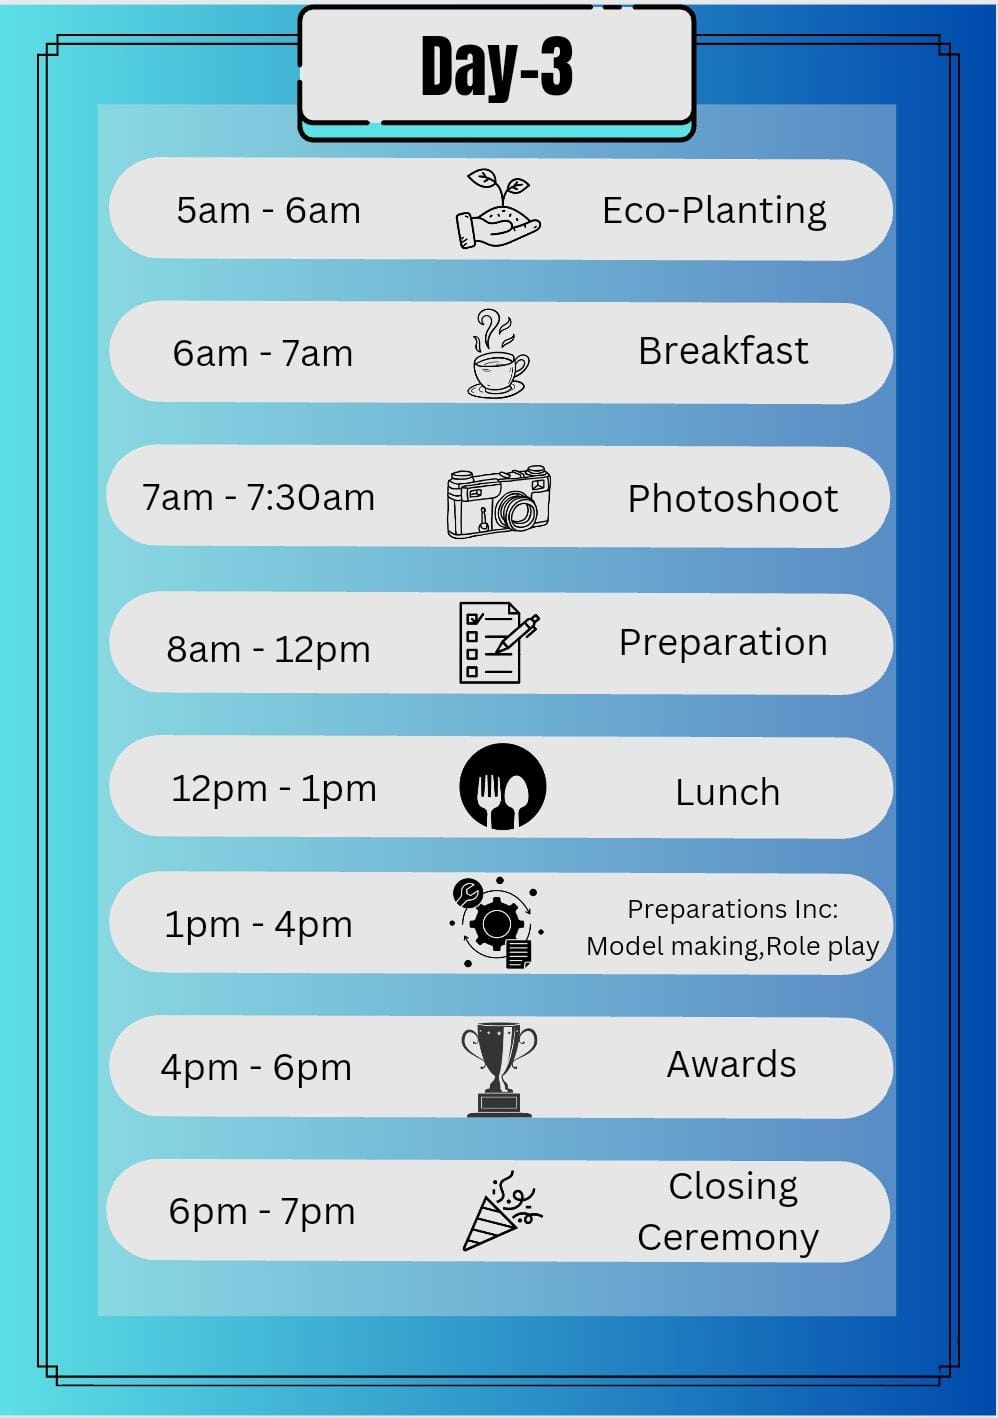 Day-3
5am - 6am Eco-Planting
6am - 7am Breakfast
7am - 7:30am Photoshoot
8am - 12pm Preparation
12pm - 1pm Lunch
1pm - 4pm Preparations Inc:
Model making,Role play
4pm - 6pm Awards
6pm - 7pm Closing
Ceremony